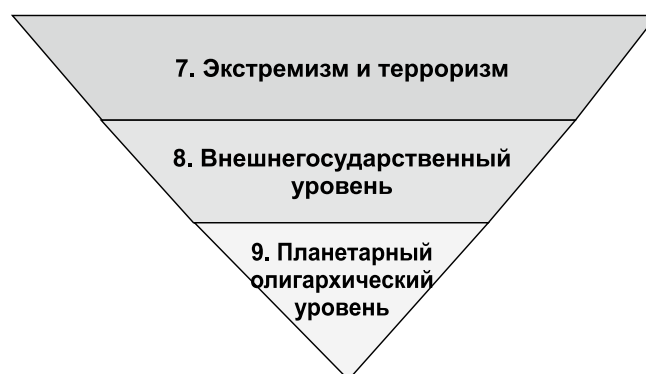 7. Экстремизм и терроризм
8. Внешнегосударственный
уровень
9. Планетарный
олигархический
уровень